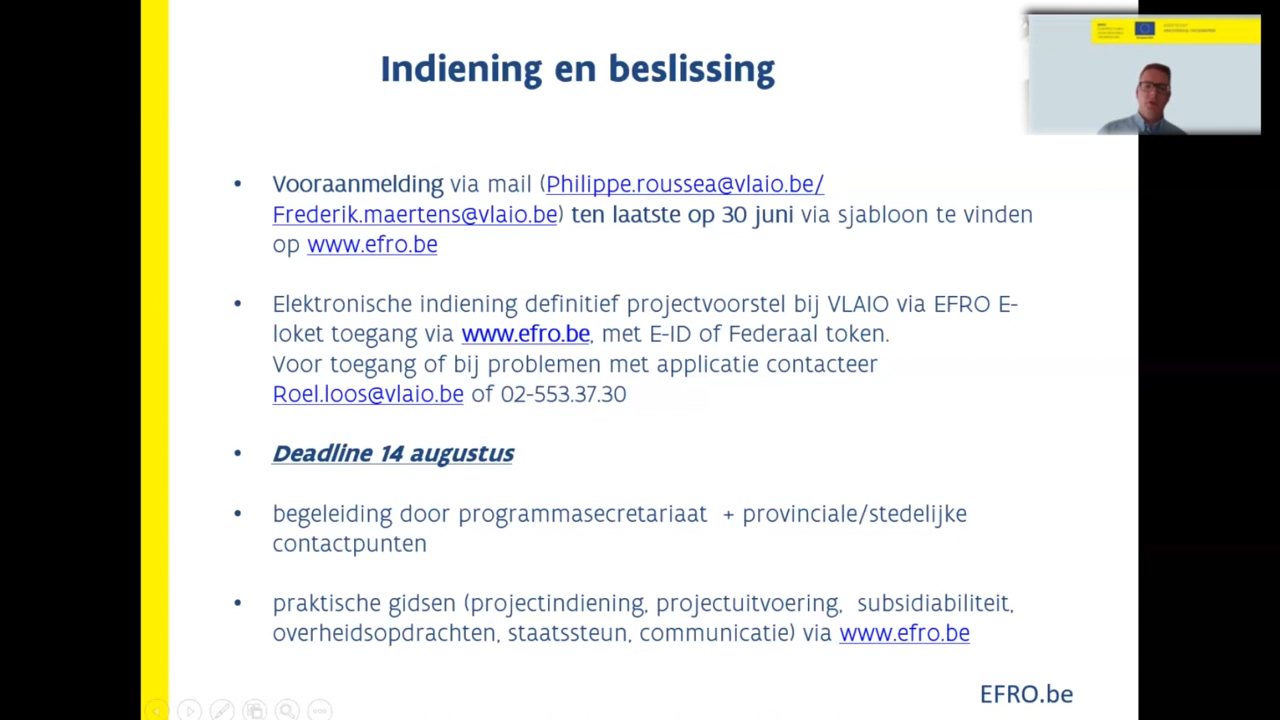 Indiening en beslissing
• Vooraanmelding via mail (Philippe.roussea@vlaio.be/
Frederik.maertens@vlaio.be) ten laatste op 30 juni via sjabloon te vinden
op www.efro.be
• Elektronische indiening definitief projectvoorstel bij VLAIO via EFRO E-
loket toegang via www.efro.be, met E-ID of Federaal token.
Voor toegang of bij problemen met applicatie contacteer
Roel.loos@vlaio.be of 02-553.37.30
• Deadline 14 augustus
• begeleiding door programmasecretariaat + provinciale/stedelijke
contactpunten
• praktische gidsen (projectindiening, projectuitvoering, subsidiabiliteit,
overheidsopdrachten, staatssteun, communicatie) via www.efro.be
EFRO.be